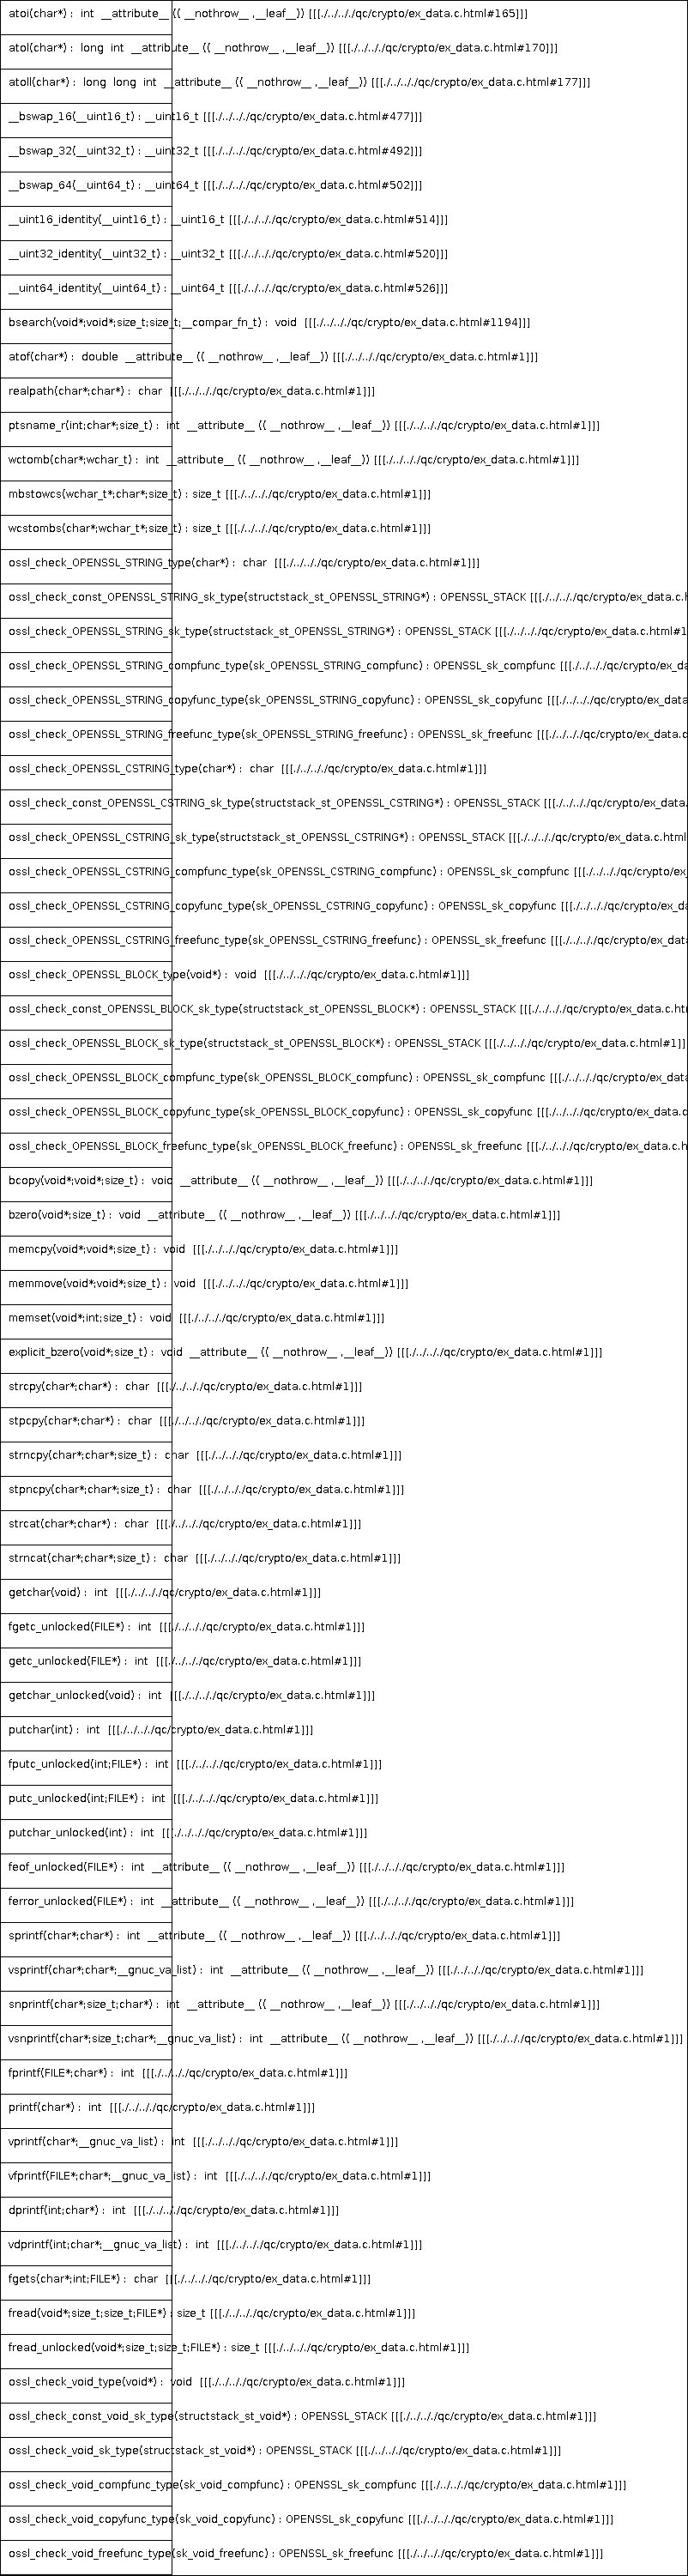 atoi(char*) : int __attribute__ (( __nothrow__ ,__leaf__)) [[[./../../qc/crypto/ex_data.c.html#165]]]
atol(char*) : long int __attribute__ (( __nothrow__ ,__leaf__)) [[[./../../qc/crypto/ex_data.c.html#170]]]
atoll(char*) : long long int __attribute__ (( __nothrow__ ,__leaf__)) [[[./../../qc/crypto/ex_data.c.html#177]]]
__bswap_16(__uint16_t) : __uint16_t [[[./../../qc/crypto/ex_data.c.html#477]]]
__bswap_32(__uint32_t) : __uint32_t [[[./../../qc/crypto/ex_data.c.html#492]]]
__bswap_64(__uint64_t) : __uint64_t [[[./../../qc/crypto/ex_data.c.html#502]]]
__uint16_identity(__uint16_t) : __uint16_t [[[./../../qc/crypto/ex_data.c.html#514]]]
__uint32_identity(__uint32_t) : __uint32_t [[[./../../qc/crypto/ex_data.c.html#520]]]
__uint64_identity(__uint64_t) : __uint64_t [[[./../../qc/crypto/ex_data.c.html#526]]]
bsearch(void*;void*;size_t;size_t;__compar_fn_t) : void [[[./../../qc/crypto/ex_data.c.html#1194]]]
atof(char*) : double __attribute__ (( __nothrow__ ,__leaf__)) [[[./../../qc/crypto/ex_data.c.html#1]]]
realpath(char*;char*) : char [[[./../../qc/crypto/ex_data.c.html#1]]]
ptsname_r(int;char*;size_t) : int __attribute__ (( __nothrow__ ,__leaf__)) [[[./../../qc/crypto/ex_data.c.html#1]]]
wctomb(char*;wchar_t) : int __attribute__ (( __nothrow__ ,__leaf__)) [[[./../../qc/crypto/ex_data.c.html#1]]]
mbstowcs(wchar_t*;char*;size_t) : size_t [[[./../../qc/crypto/ex_data.c.html#1]]]
wcstombs(char*;wchar_t*;size_t) : size_t [[[./../../qc/crypto/ex_data.c.html#1]]]
ossl_check_OPENSSL_STRING_type(char*) : char [[[./../../qc/crypto/ex_data.c.html#1]]]
ossl_check_const_OPENSSL_STRING_sk_type(structstack_st_OPENSSL_STRING*) : OPENSSL_STACK [[[./../../qc/crypto/ex_data.c.h
ossl_check_OPENSSL_STRING_sk_type(structstack_st_OPENSSL_STRING*) : OPENSSL_STACK [[[./../../qc/crypto/ex_data.c.html#1
ossl_check_OPENSSL_STRING_compfunc_type(sk_OPENSSL_STRING_compfunc) : OPENSSL_sk_compfunc [[[./../../qc/crypto/ex_da
ossl_check_OPENSSL_STRING_copyfunc_type(sk_OPENSSL_STRING_copyfunc) : OPENSSL_sk_copyfunc [[[./../../qc/crypto/ex_data
ossl_check_OPENSSL_STRING_freefunc_type(sk_OPENSSL_STRING_freefunc) : OPENSSL_sk_freefunc [[[./../../qc/crypto/ex_data.c
ossl_check_OPENSSL_CSTRING_type(char*) : char [[[./../../qc/crypto/ex_data.c.html#1]]]
ossl_check_const_OPENSSL_CSTRING_sk_type(structstack_st_OPENSSL_CSTRING*) : OPENSSL_STACK [[[./../../qc/crypto/ex_data.
ossl_check_OPENSSL_CSTRING_sk_type(structstack_st_OPENSSL_CSTRING*) : OPENSSL_STACK [[[./../../qc/crypto/ex_data.c.html
ossl_check_OPENSSL_CSTRING_compfunc_type(sk_OPENSSL_CSTRING_compfunc) : OPENSSL_sk_compfunc [[[./../../qc/crypto/ex_
ossl_check_OPENSSL_CSTRING_copyfunc_type(sk_OPENSSL_CSTRING_copyfunc) : OPENSSL_sk_copyfunc [[[./../../qc/crypto/ex_da
ossl_check_OPENSSL_CSTRING_freefunc_type(sk_OPENSSL_CSTRING_freefunc) : OPENSSL_sk_freefunc [[[./../../qc/crypto/ex_data
ossl_check_OPENSSL_BLOCK_type(void*) : void [[[./../../qc/crypto/ex_data.c.html#1]]]
ossl_check_const_OPENSSL_BLOCK_sk_type(structstack_st_OPENSSL_BLOCK*) : OPENSSL_STACK [[[./../../qc/crypto/ex_data.c.ht
ossl_check_OPENSSL_BLOCK_sk_type(structstack_st_OPENSSL_BLOCK*) : OPENSSL_STACK [[[./../../qc/crypto/ex_data.c.html#1]]]
ossl_check_OPENSSL_BLOCK_compfunc_type(sk_OPENSSL_BLOCK_compfunc) : OPENSSL_sk_compfunc [[[./../../qc/crypto/ex_data
ossl_check_OPENSSL_BLOCK_copyfunc_type(sk_OPENSSL_BLOCK_copyfunc) : OPENSSL_sk_copyfunc [[[./../../qc/crypto/ex_data.c
ossl_check_OPENSSL_BLOCK_freefunc_type(sk_OPENSSL_BLOCK_freefunc) : OPENSSL_sk_freefunc [[[./../../qc/crypto/ex_data.c.h
bcopy(void*;void*;size_t) : void __attribute__ (( __nothrow__ ,__leaf__)) [[[./../../qc/crypto/ex_data.c.html#1]]]
bzero(void*;size_t) : void __attribute__ (( __nothrow__ ,__leaf__)) [[[./../../qc/crypto/ex_data.c.html#1]]]
memcpy(void*;void*;size_t) : void [[[./../../qc/crypto/ex_data.c.html#1]]]
memmove(void*;void*;size_t) : void [[[./../../qc/crypto/ex_data.c.html#1]]]
memset(void*;int;size_t) : void [[[./../../qc/crypto/ex_data.c.html#1]]]
explicit_bzero(void*;size_t) : void __attribute__ (( __nothrow__ ,__leaf__)) [[[./../../qc/crypto/ex_data.c.html#1]]]
strcpy(char*;char*) : char [[[./../../qc/crypto/ex_data.c.html#1]]]
stpcpy(char*;char*) : char [[[./../../qc/crypto/ex_data.c.html#1]]]
strncpy(char*;char*;size_t) : char [[[./../../qc/crypto/ex_data.c.html#1]]]
stpncpy(char*;char*;size_t) : char [[[./../../qc/crypto/ex_data.c.html#1]]]
strcat(char*;char*) : char [[[./../../qc/crypto/ex_data.c.html#1]]]
strncat(char*;char*;size_t) : char [[[./../../qc/crypto/ex_data.c.html#1]]]
getchar(void) : int [[[./../../qc/crypto/ex_data.c.html#1]]]
fgetc_unlocked(FILE*) : int [[[./../../qc/crypto/ex_data.c.html#1]]]
getc_unlocked(FILE*) : int [[[./../../qc/crypto/ex_data.c.html#1]]]
getchar_unlocked(void) : int [[[./../../qc/crypto/ex_data.c.html#1]]]
putchar(int) : int [[[./../../qc/crypto/ex_data.c.html#1]]]
fputc_unlocked(int;FILE*) : int [[[./../../qc/crypto/ex_data.c.html#1]]]
putc_unlocked(int;FILE*) : int [[[./../../qc/crypto/ex_data.c.html#1]]]
putchar_unlocked(int) : int [[[./../../qc/crypto/ex_data.c.html#1]]]
feof_unlocked(FILE*) : int __attribute__ (( __nothrow__ ,__leaf__)) [[[./../../qc/crypto/ex_data.c.html#1]]]
ferror_unlocked(FILE*) : int __attribute__ (( __nothrow__ ,__leaf__)) [[[./../../qc/crypto/ex_data.c.html#1]]]
sprintf(char*;char*) : int __attribute__ (( __nothrow__ ,__leaf__)) [[[./../../qc/crypto/ex_data.c.html#1]]]
vsprintf(char*;char*;__gnuc_va_list) : int __attribute__ (( __nothrow__ ,__leaf__)) [[[./../../qc/crypto/ex_data.c.html#1]]]
snprintf(char*;size_t;char*) : int __attribute__ (( __nothrow__ ,__leaf__)) [[[./../../qc/crypto/ex_data.c.html#1]]]
vsnprintf(char*;size_t;char*;__gnuc_va_list) : int __attribute__ (( __nothrow__ ,__leaf__)) [[[./../../qc/crypto/ex_data.c.html#1]]]
fprintf(FILE*;char*) : int [[[./../../qc/crypto/ex_data.c.html#1]]]
printf(char*) : int [[[./../../qc/crypto/ex_data.c.html#1]]]
vprintf(char*;__gnuc_va_list) : int [[[./../../qc/crypto/ex_data.c.html#1]]]
vfprintf(FILE*;char*;__gnuc_va_list) : int [[[./../../qc/crypto/ex_data.c.html#1]]]
dprintf(int;char*) : int [[[./../../qc/crypto/ex_data.c.html#1]]]
vdprintf(int;char*;__gnuc_va_list) : int [[[./../../qc/crypto/ex_data.c.html#1]]]
fgets(char*;int;FILE*) : char [[[./../../qc/crypto/ex_data.c.html#1]]]
fread(void*;size_t;size_t;FILE*) : size_t [[[./../../qc/crypto/ex_data.c.html#1]]]
fread_unlocked(void*;size_t;size_t;FILE*) : size_t [[[./../../qc/crypto/ex_data.c.html#1]]]
ossl_check_void_type(void*) : void [[[./../../qc/crypto/ex_data.c.html#1]]]
ossl_check_const_void_sk_type(structstack_st_void*) : OPENSSL_STACK [[[./../../qc/crypto/ex_data.c.html#1]]]
ossl_check_void_sk_type(structstack_st_void*) : OPENSSL_STACK [[[./../../qc/crypto/ex_data.c.html#1]]]
ossl_check_void_compfunc_type(sk_void_compfunc) : OPENSSL_sk_compfunc [[[./../../qc/crypto/ex_data.c.html#1]]]
ossl_check_void_copyfunc_type(sk_void_copyfunc) : OPENSSL_sk_copyfunc [[[./../../qc/crypto/ex_data.c.html#1]]]
ossl_check_void_freefunc_type(sk_void_freefunc) : OPENSSL_sk_freefunc [[[./../../qc/crypto/ex_data.c.html#1]]]